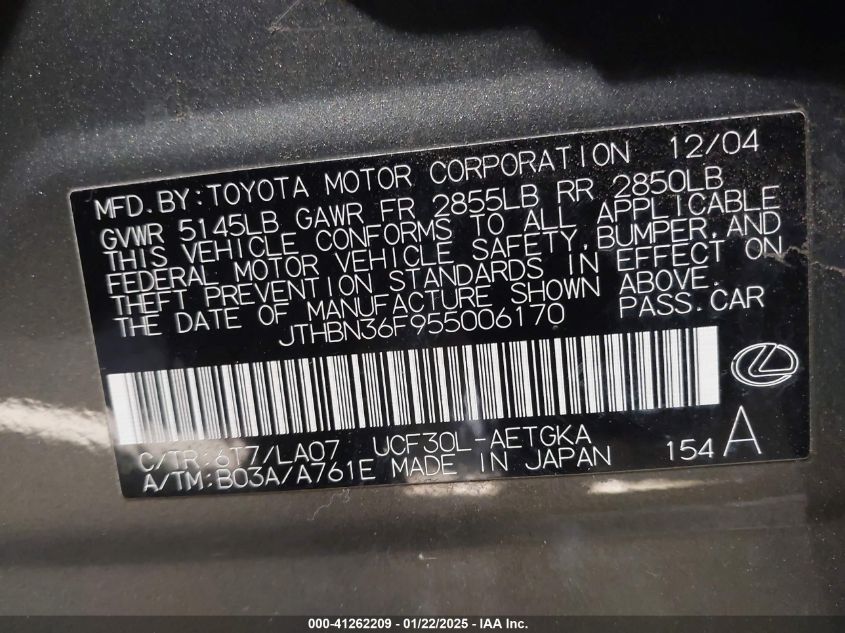 MFD.BY:TOYOTA MOTOR CORPORATION 12/04
GVWR 5145LB GAWR FR 2855LB RR 2850LB
THIS VEHICLE CONFORMS TO ALL APPLICABLE
FEDERAL MOTOR VEHICLE SAFETY,BUMPER,AND
THEFT PREVENTION STANDARDS IN EFFECT ON
THE DATE OF MANUFACTURE SHOWN ABOVE.
JTHBN36F955006170 PASS.CAR
C/TR:6T7/LA07 UCF30L-AETGKA
A/TM:B03A/A761E MADE IN JAPAN 154 A
000-41262209 - 01/22/2025 - IAA Inc.